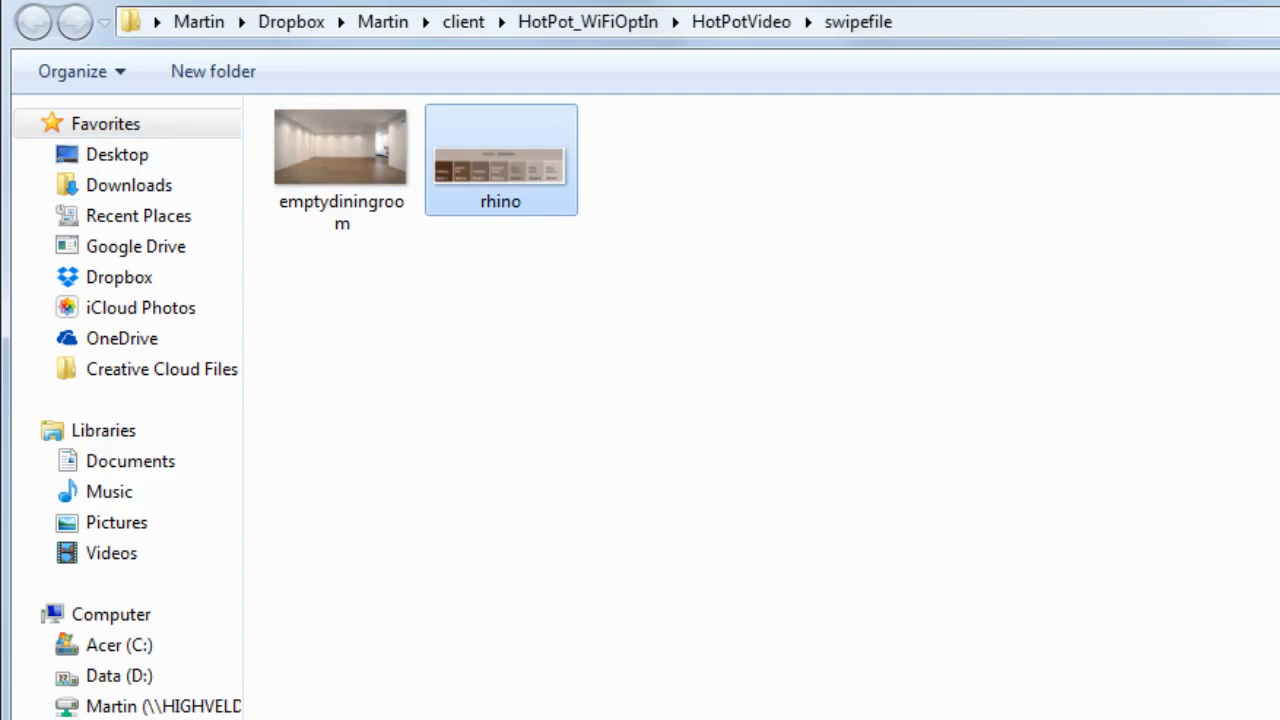 Martin Dropbox Martin client HotPot_WiFiOptIn HotPotVideo swipefile
Organize New folder
Favorites
Desktop
Downloads
Recent Places
Google Drive
Dropbox
iCloud Photos
OneDrive
Creative Cloud Files
Libraries
Documents
Music
Pictures
Videos
Computer
Acer (C:)
Data (D:)
Martin (\\HIGHVELD
emptydiningroo
m
rhino